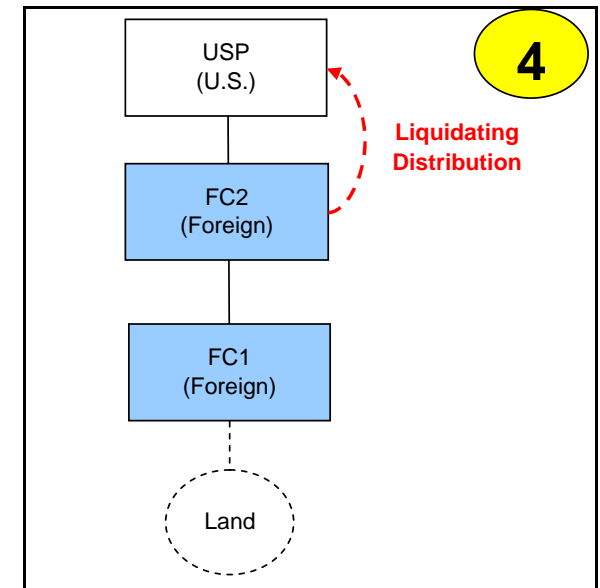 4
USP
(U.S.)
Liquidating
Distribution
FC2
(Foreign)
FC1
(Foreign)
Land